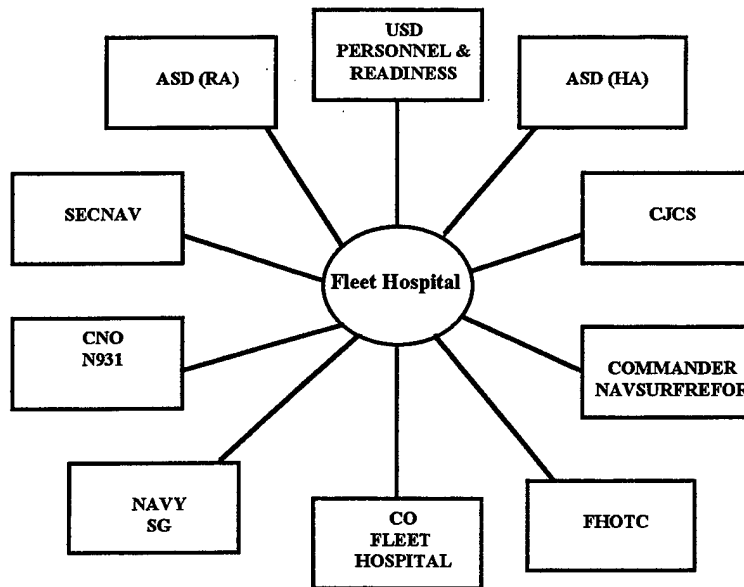 USD
PERSONNEL &
READINESS
ASD (RA)
ASD (HA)
SECNAV
CJCS
Fleet Hospital
CNO
N931
COMMANDER
NAVSURFREFOR
NAVY
SG
CO
FLEET
HOSPITAL
FHOTC